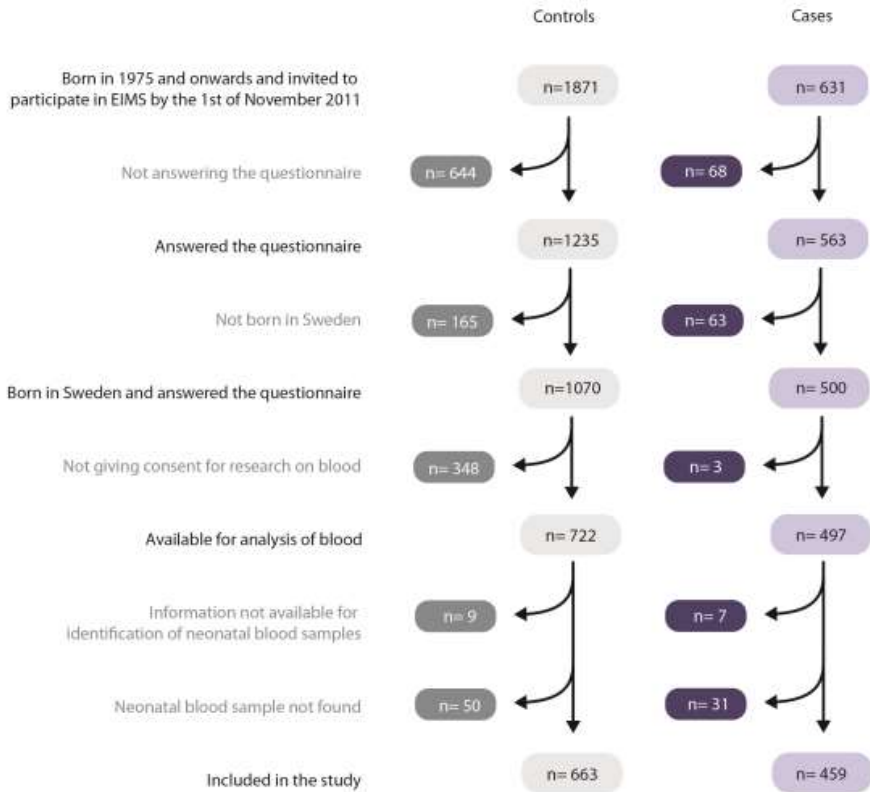 Controls Cases
Born in 1975 and onwards and invited to
participate in EIMS by the 1st of November 2011
n=1871 n= 631
Not answering the questionnaire n= 644 n= 68
Answered the questionnaire n=1235 n= 563
Not born in Sweden n= 165 n= 63
Born in Sweden and answered the questionnaire n=1070 n= 500
Not giving consent for research on blood n= 348 n= 3
Available for analysis of blood n= 722 n= 497
Information not available for
identification of neonatal blood samples
n= 9 n= 7
Neonatal blood sample not found n= 50 n= 31
Included in the study n= 663 n= 459